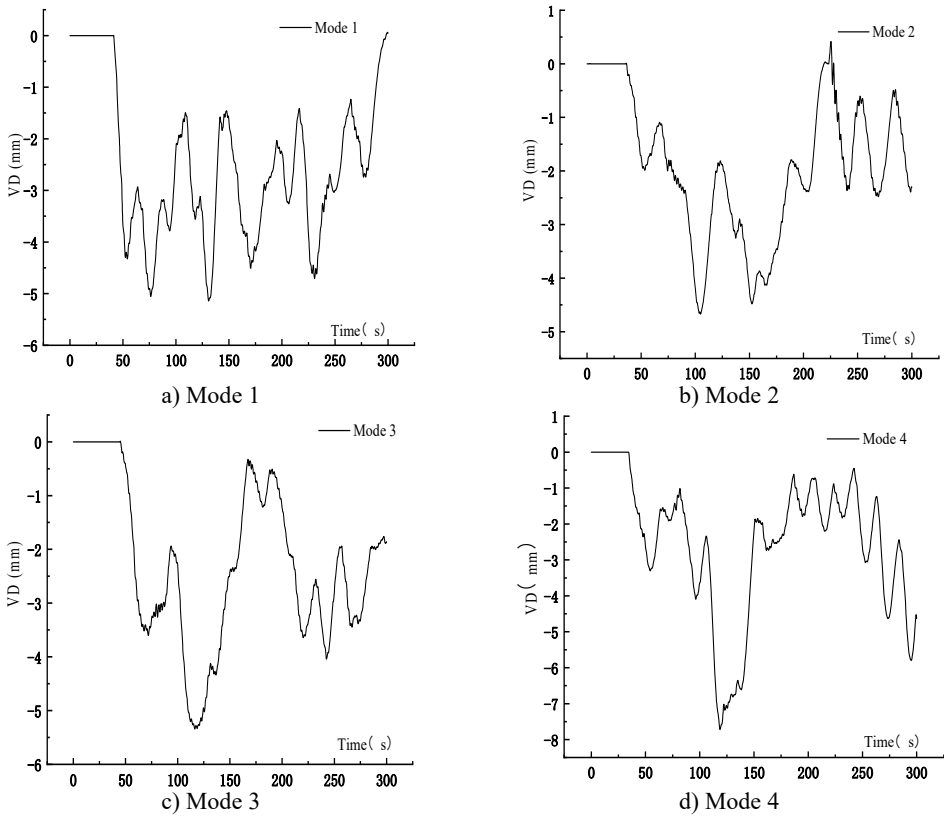 Mode 1
0
-1
-2
-3
-4
-5
-6
VD (mm)
Time( s)
0 50 100 150 200 250 300
a) Mode 1
Mode 2
1
0
-1
-2
-3
-4
-5
VD (mm)
Time( s)
0 50 100 150 200 250 300
b) Mode 2
Mode 3
0
-1
-2
-3
-4
-5
-6
VD (mm)
Time( s)
0 50 100 150 200 250 300
c) Mode 3
Mode 4
1
0
-1
-2
-3
-4
-5
-6
-7
-8
VD( mm)
Time( s)
0 50 100 150 200 250 300
d) Mode 4